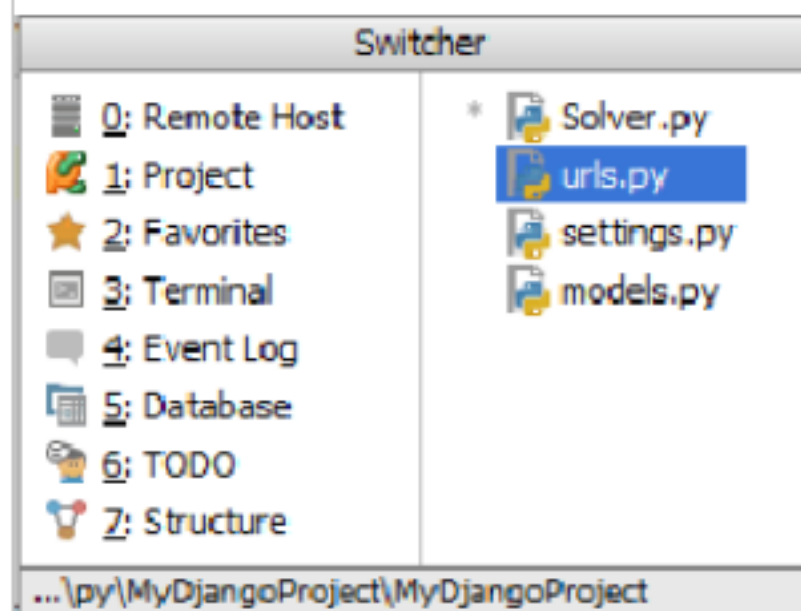 Switcher
0: Remote Host
1: Project
2: Favorites
3: Terminal
4: Event Log
5: Database
6: TODO
7: Structure
* Solver.py
urls.py
settings.py
models.py
...\py\MyDjangoProject\MyDjangoProject